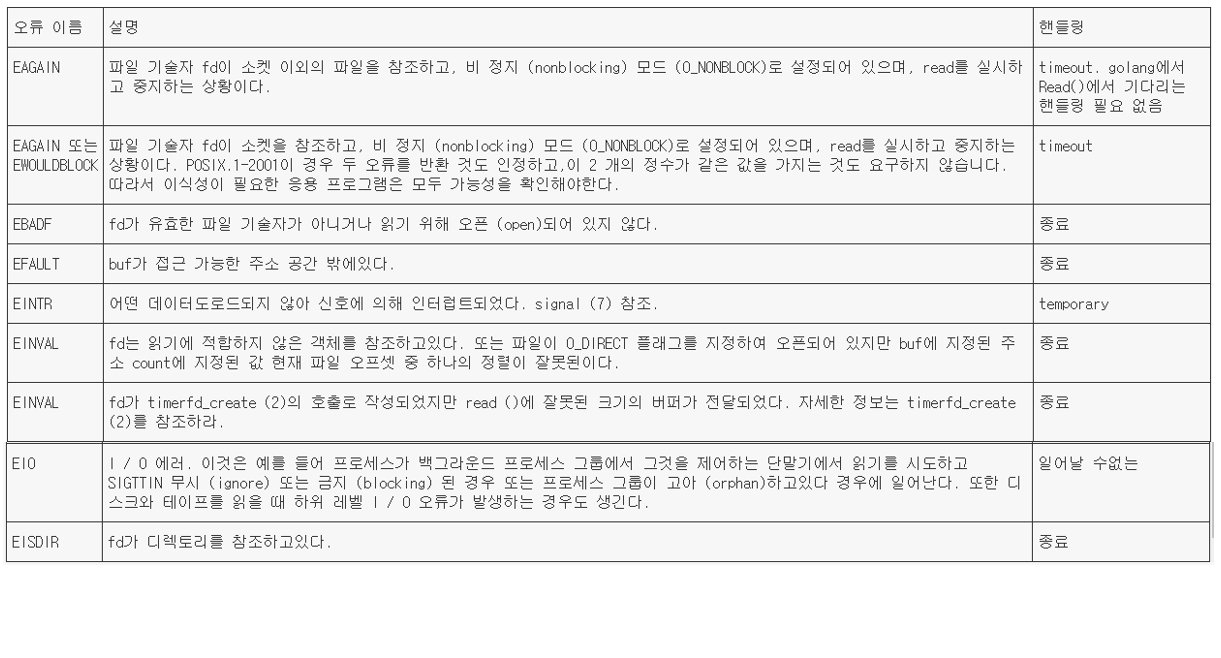 오류 이름 설명 핸들링
EAGAIN 파일 기술자 fd이 소켓 이외의 파일을 참조하고, 비 정지 (nonblocking) 모드 (O_NONBLOCK)로 설정되어 있으며, read를 실시하
고 중지하는 상황이다.
timeout. golang에서
Read()에서 기다리는
핸들링 필요 없음
EAGAIN 또는
EWOULDBLOCK
파일 기술자 fd이 소켓을 참조하고, 비 정지 (nonblocking) 모드 (O_NONBLOCK)로 설정되어 있으며, read를 실시하고 중지하는
상황이다. POSIX.1-2001이 경우 두 오류를 반환 것도 인정하고,이 2 개의 정수가 같은 값을 가지는 것도 요구하지 않습니다.
따라서 이식성이 필요한 응용 프로그램은 모두 가능성을 확인해야한다.
timeout
EBADF fd가 유효한 파일 기술자가 아니거나 읽기 위해 오픈 (open)되어 있지 않다. 종료
EFAULT buf가 접근 가능한 주소 공간 밖에있다. 종료
EINTR 어떤 데이터도로드되지 않아 신호에 의해 인터럽트되었다. signal (7) 참조. temporary
EINVAL fd는 읽기에 적합하지 않은 객체를 참조하고있다. 또는 파일이 O_DIRECT 플래그를 지정하여 오픈되어 있지만 buf에 지정된 주
소 count에 지정된 값 현재 파일 오프셋 중 하나의 정렬이 잘못된이다.
종료
EINVAL fd가 timerfd_create (2)의 호출로 작성되었지만 read ()에 잘못된 크기의 버퍼가 전달되었다. 자세한 정보는 timerfd_create
(2)를 참조하라.
종료
EIO I / O 에러. 이것은 예를 들어 프로세스가 백그라운드 프로세스 그룹에서 그것을 제어하는 단말기에서 읽기를 시도하고
SIGTTIN 무시 (ignore) 또는 금지 (blocking) 된 경우 또는 프로세스 그룹이 고아 (orphan)하고있다 경우에 일어난다. 또한 디
스크와 테이프를 읽을 때 하위 레벨 I / O 오류가 발생하는 경우도 생긴다.
일어날 수없는
EISDIR fd가 디렉토리를 참조하고있다. 종료